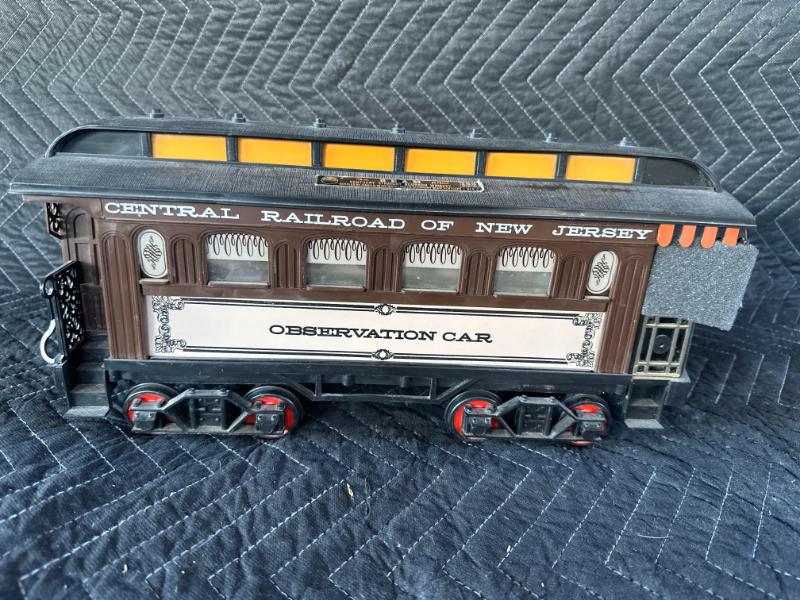 CENTRAL RAILROAD OF NEW JERSEY
OBSERVATION CAR